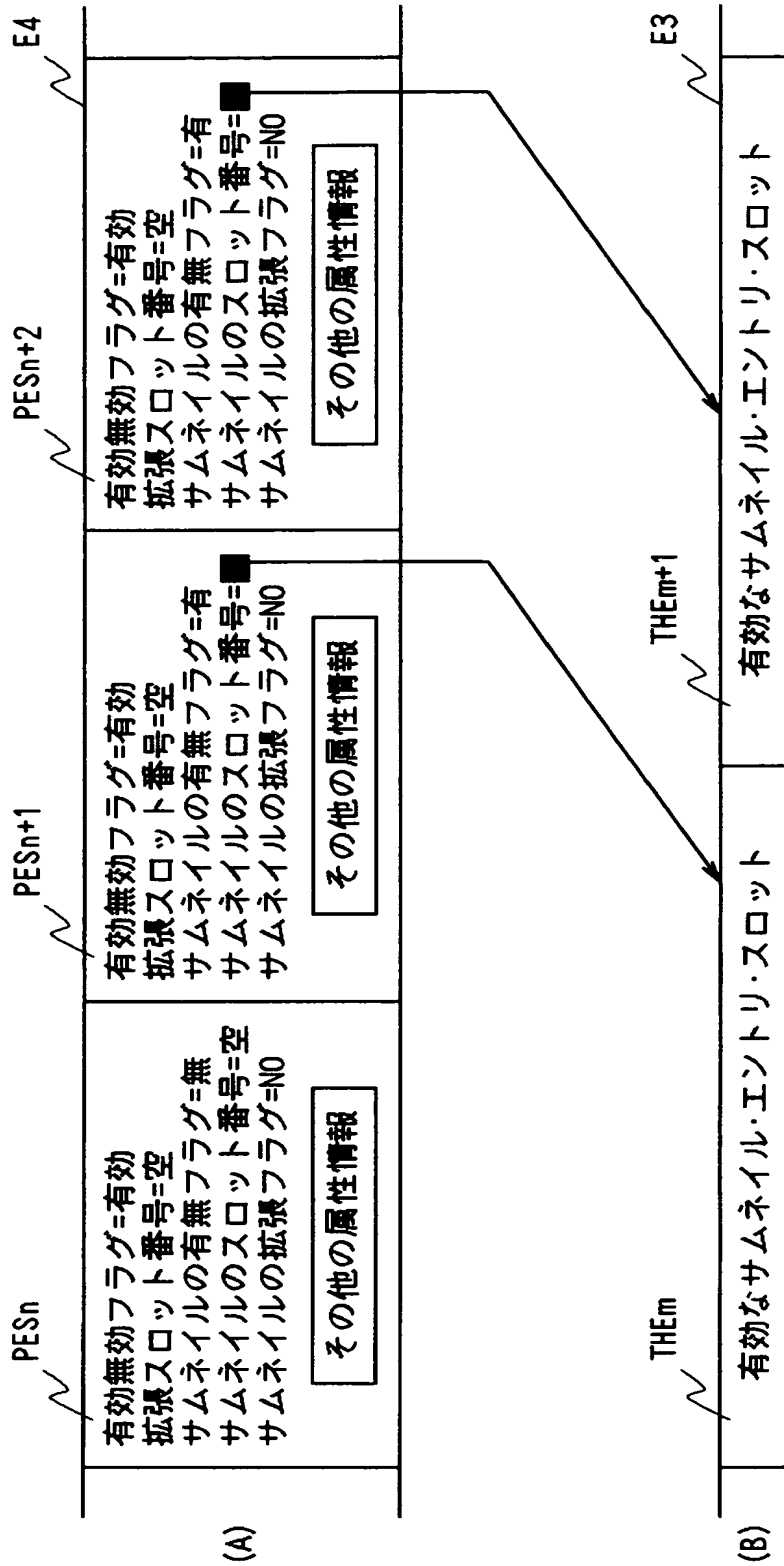 (A)
E4
PESn
有効無効フラグ=有効
拡張スロット番号=空
サムネイルの有無フラグ=無
サムネイルのスロット番号=空
サムネイルの拡張フラグ=NO
その他の属性情報
PESn+1
有効無効フラグ=有効
拡張スロット番号=空
サムネイルの有無フラグ=有
サムネイルのスロット番号=■
サムネイルの拡張フラグ=NO
その他の属性情報
PESn+2
有効無効フラグ=有効
拡張スロット番号=空
サムネイルの有無フラグ=有
サムネイルのスロット番号=■
サムネイルの拡張フラグ=NO
その他の属性情報
(B)
E3
THEm
有効なサムネイル・エントリ・スロット
THEm+1
有効なサムネイル・エントリ・スロット